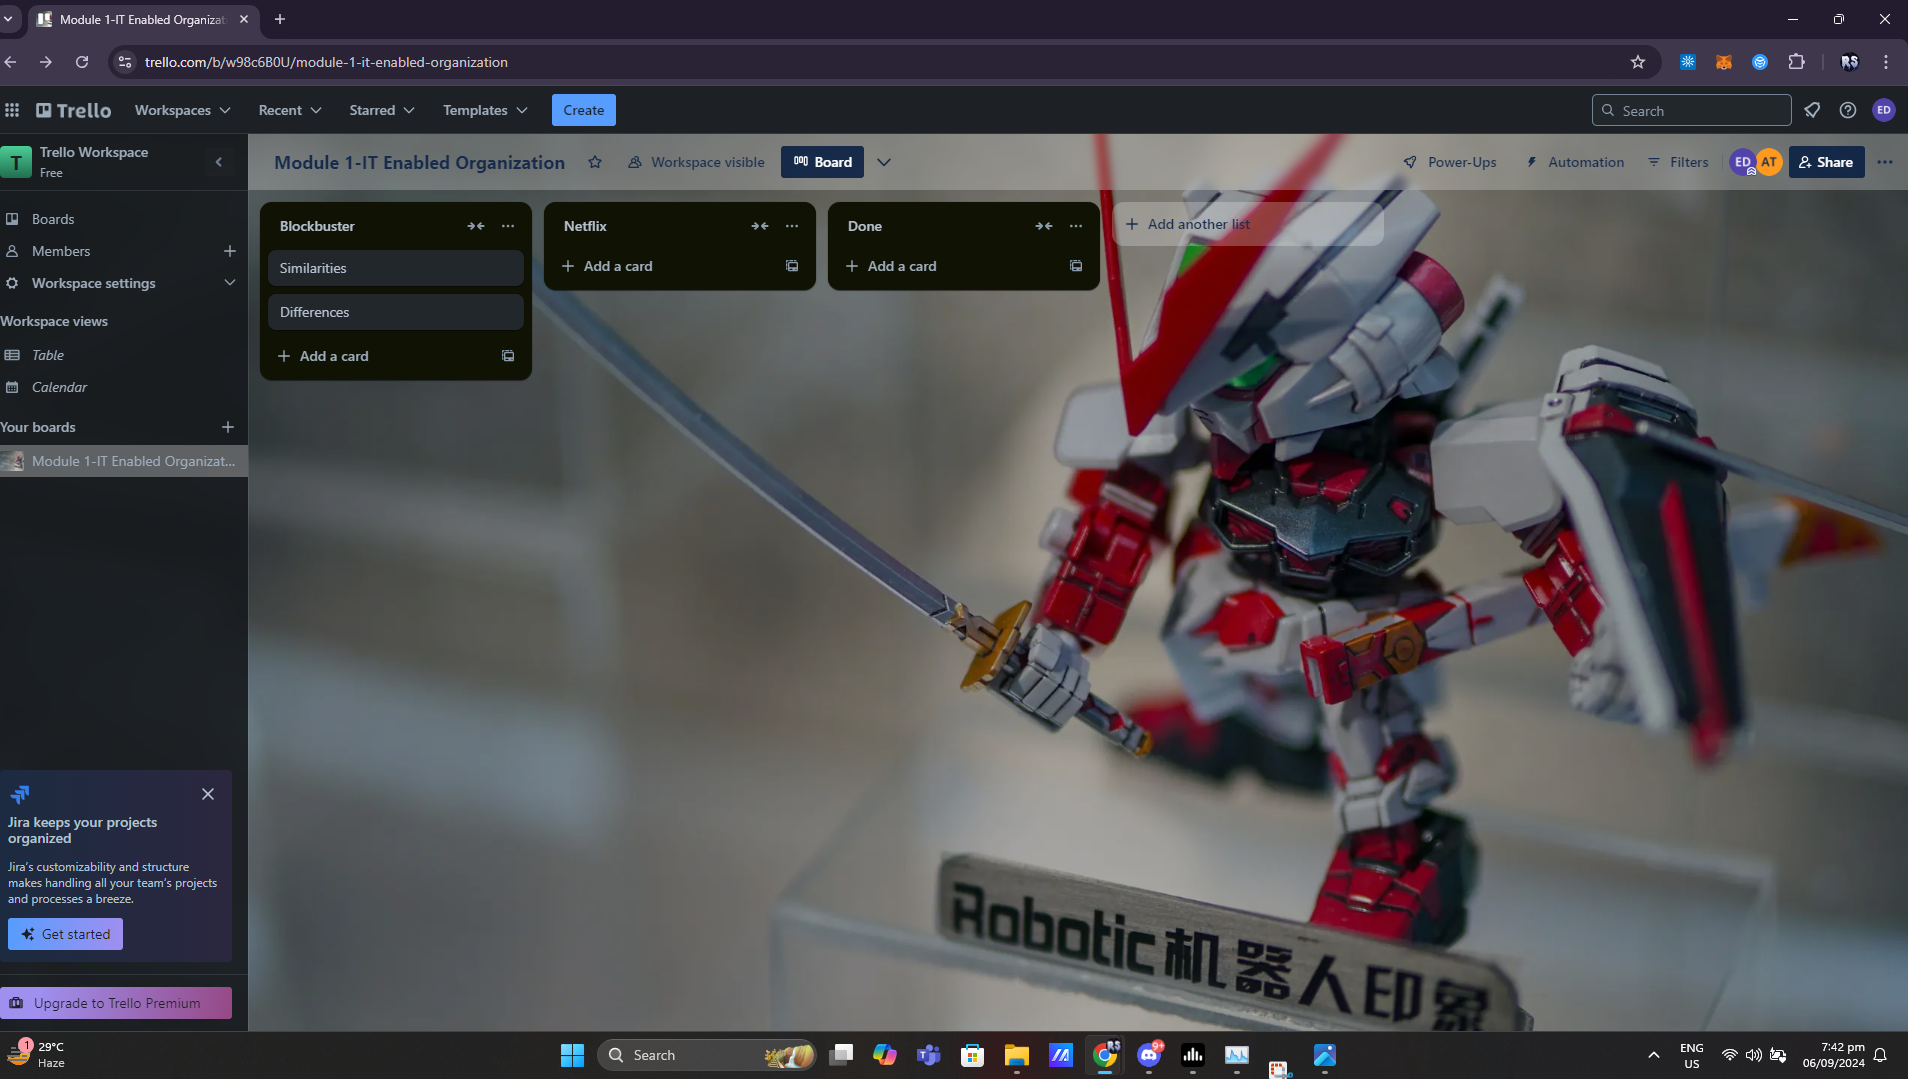 Module 1-IT Enabled Organizat
trello.com/b/w98c6B0U/module-1-it-enabled-organization
RS
Trello
Workspaces
Recent
Starred
Templates
Create
Search
ED
T
Trello Workspace
Free
Module 1-IT Enabled Organization
Workspace visible
Board
Power-Ups
Automation
Filters
ED
AT
Share
Boards
Members
Workspace settings
Workspace views
Table
Calendar
Your boards
Module 1-IT Enabled Organizat...
Blockbuster
Similarities
Differences
Add a card
Netflix
Add a card
Done
Add a card
Add another list
Jira keeps your projects
organized
Jira's customizability and structure
makes handling all your team's projects
and processes a breeze.
Get started
Upgrade to Trello Premium
Robotic机器人印象
1
29°C
Haze
Search
RS
9+
ENG
US
7:42 pm
06/09/2024